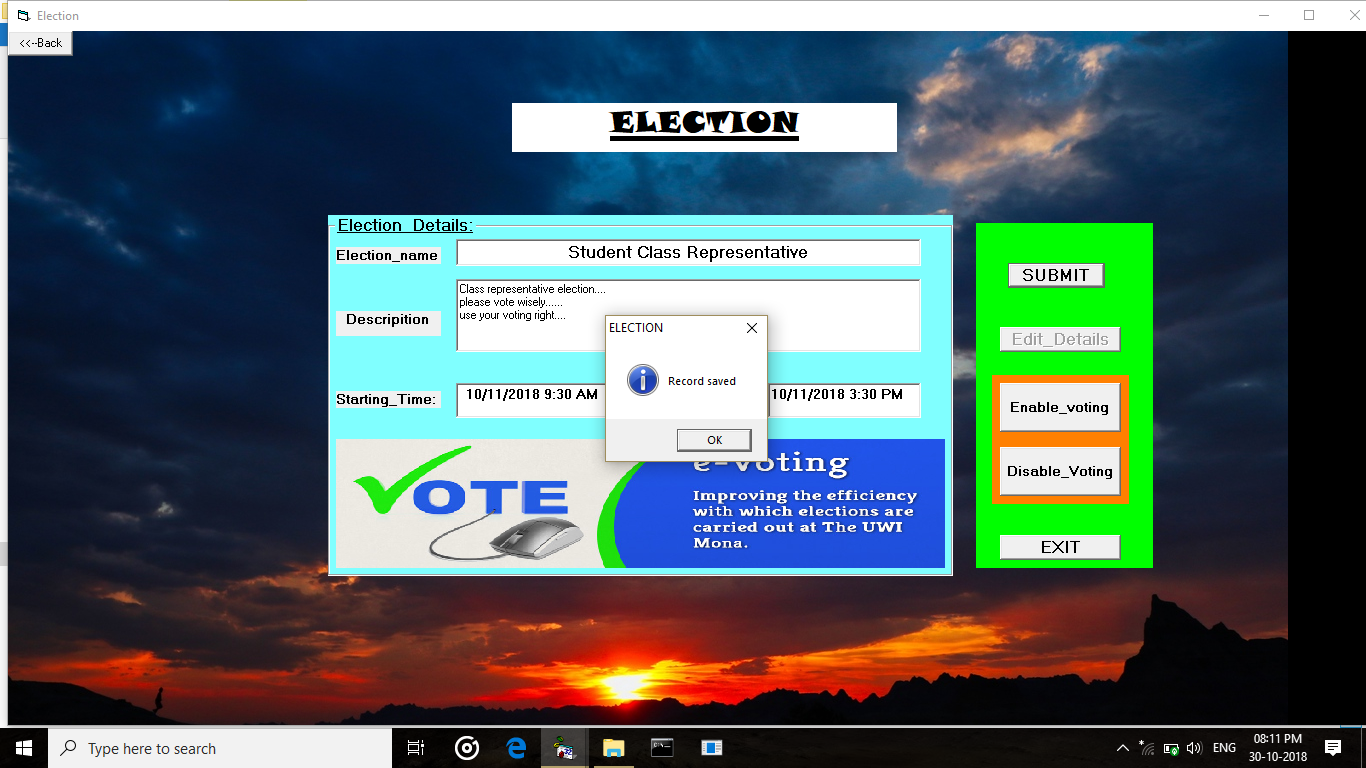 Election
<<--Back
ELECTION
Election_Details:
Election_name
Student Class Representative
Descripition
Class representative election....
please vote wisely......
use your voting right....
Starting_Time:
10/11/2018 9:30 AM
10/11/2018 3:30 PM
ELECTION
Record saved
OK
VOTE
e-voting
Improving the efficiency
with which elections are
carried out at The UWI
Mona.
SUBMIT
Edit_Details
Enable_voting
Disable_Voting
EXIT
Type here to search
ENG
08:11 PM
30-10-2018